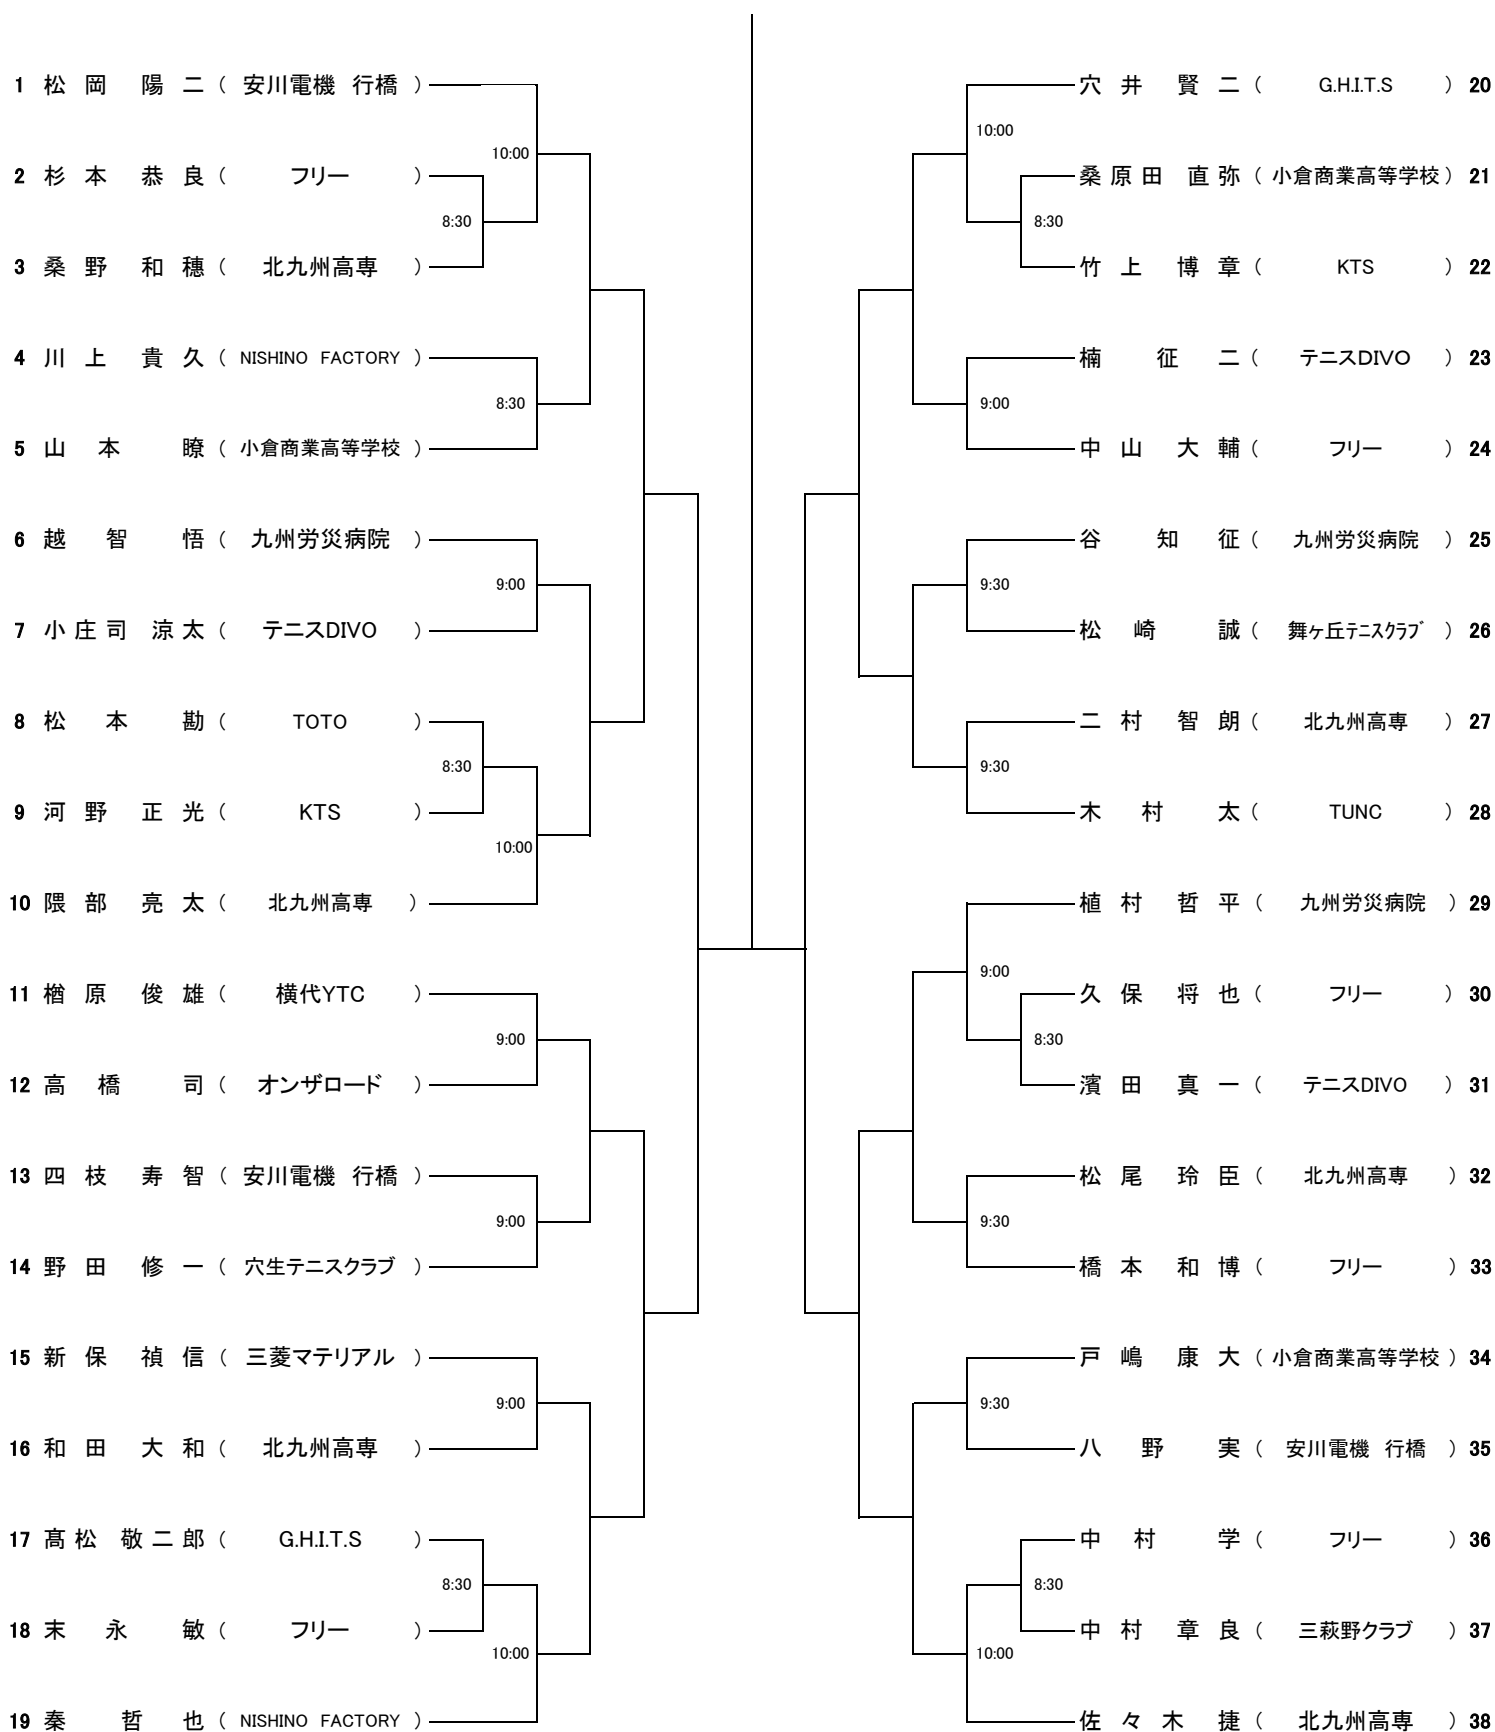 1 松岡 陽二 ( 安川電機 行橋 )
10:00
2 杉本 恭良 ( フリー )
8:30
3 桑野 和穂 ( 北九州高専 )
4 川上 貴久 ( NISHINO FACTORY )
8:30
5 山本 瞭 ( 小倉商業高等学校 )
6 越智 悟 ( 九州労災病院 )
9:00
7 小庄司 涼太 ( テニスDIVO )
8 松本 勘 ( TOTO )
8:30
9 河野 正光 ( KTS )
10:00
10 隈部 亮太 ( 北九州高専 )
11 楢原 俊雄 ( 横代YTC )
9:00
12 高橋 司 ( オンザロード )
13 四枝 寿智 ( 安川電機 行橋 )
9:00
14 野田 修一 ( 穴生テニスクラブ )
15 新保 禎信 ( 三菱マテリアル )
9:00
16 和田 大和 ( 北九州高専 )
17 髙松 敬二郎 ( G.H.I.T.S )
8:30
18 末永 敏 ( フリー )
10:00
19 秦 哲也 ( NISHINO FACTORY )
穴井 賢二 ( G.H.I.T.S ) 20
10:00
桑原田 直弥 ( 小倉商業高等学校 ) 21
8:30
竹上 博章 ( KTS ) 22
楠 征二 ( テニスDIVO ) 23
9:00
中山 大輔 ( フリー ) 24
谷 知征 ( 九州労災病院 ) 25
9:30
松崎 誠 ( 舞ヶ丘テニスクラブ ) 26
二村 智朗 ( 北九州高専 ) 27
9:30
木村 太 ( TUNC ) 28
植村 哲平 ( 九州労災病院 ) 29
9:00
久保 将也 ( フリー ) 30
8:30
濱田 真一 ( テニスDIVO ) 31
松尾 玲臣 ( 北九州高専 ) 32
9:30
橋本 和博 ( フリー ) 33
戸嶋 康大 ( 小倉商業高等学校 ) 34
9:30
八野 実 ( 安川電機 行橋 ) 35
中村 学 ( フリー ) 36
8:30
中村 章良 ( 三萩野クラブ ) 37
10:00
佐々木 捷 ( 北九州高専 ) 38